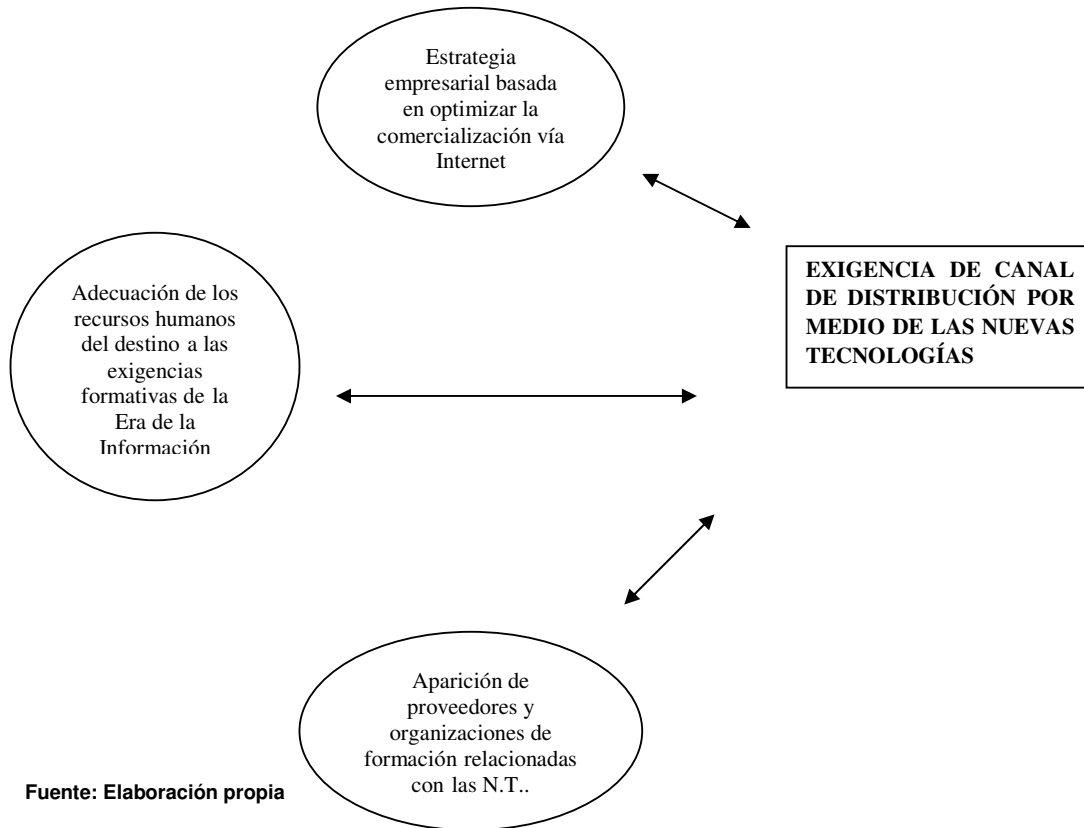 Estrategia
empresarial basada
en optimizar la
comercialización vía
Internet
EXIGENCIA DE CANAL
DE DISTRIBUCIÓN POR
MEDIO DE LAS NUEVAS
TECNOLOGÍAS
Adecuación de los
recursos humanos
del destino a las
exigencias
formativas de la
Era de la
Información
Aparición de
proveedores y
organizaciones de
formación relacionadas
con las N.T..
Fuente: Elaboración propia